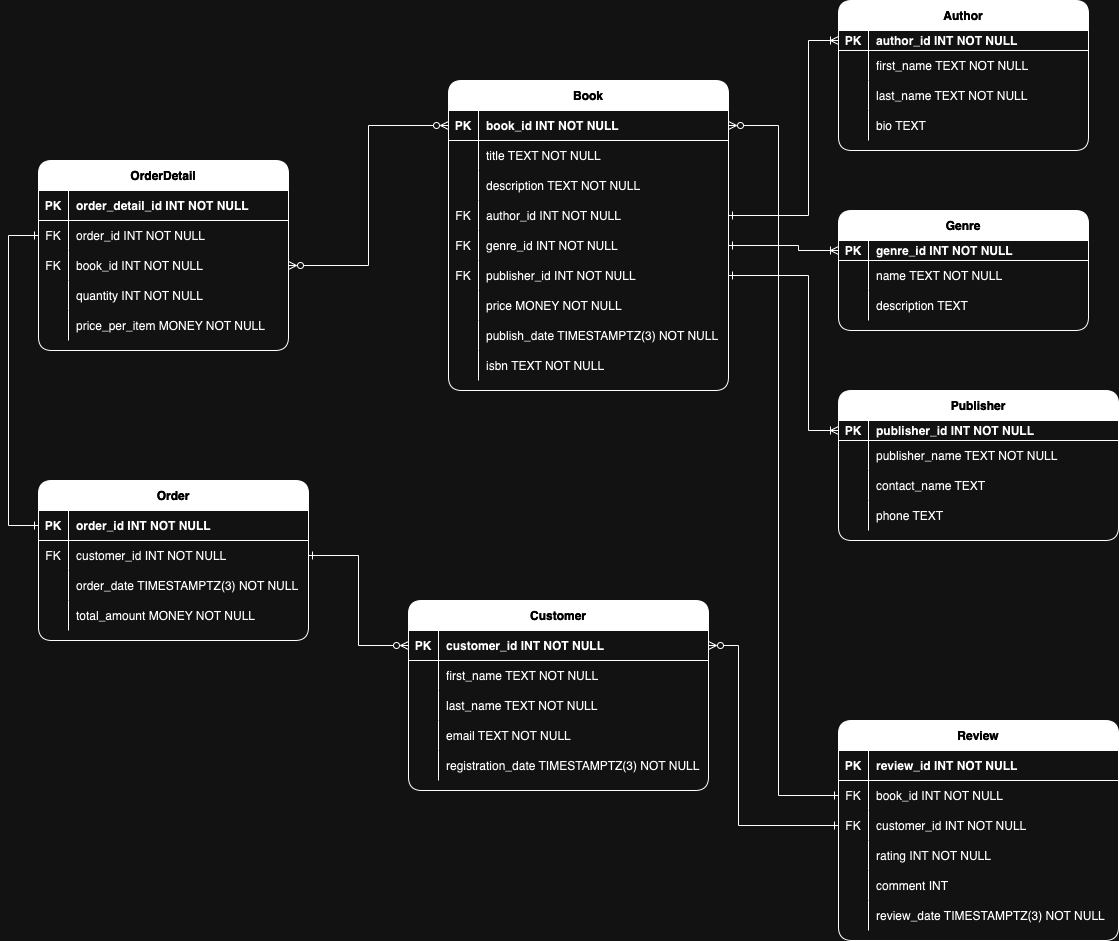 Author
PK author_id INT NOT NULL
first_name TEXT NOT NULL
last_name TEXT NOT NULL
bio TEXT
Book
PK book_id INT NOT NULL
title TEXT NOT NULL
description TEXT NOT NULL
FK author_id INT NOT NULL
FK genre_id INT NOT NULL
FK publisher_id INT NOT NULL
price MONEY NOT NULL
publish_date TIMESTAMPTZ(3) NOT NULL
isbn TEXT NOT NULL
OrderDetail
PK order_detail_id INT NOT NULL
FK order_id INT NOT NULL
FK book_id INT NOT NULL
quantity INT NOT NULL
price_per_item MONEY NOT NULL
Genre
PK genre_id INT NOT NULL
name TEXT NOT NULL
description TEXT
Publisher
PK publisher_id INT NOT NULL
publisher_name TEXT NOT NULL
contact_name TEXT
phone TEXT
Order
PK order_id INT NOT NULL
FK customer_id INT NOT NULL
order_date TIMESTAMPTZ(3) NOT NULL
total_amount MONEY NOT NULL
Customer
PK customer_id INT NOT NULL
first_name TEXT NOT NULL
last_name TEXT NOT NULL
email TEXT NOT NULL
registration_date TIMESTAMPTZ(3) NOT NULL
Review
PK review_id INT NOT NULL
FK book_id INT NOT NULL
FK customer_id INT NOT NULL
rating INT NOT NULL
comment INT
review_date TIMESTAMPTZ(3) NOT NULL